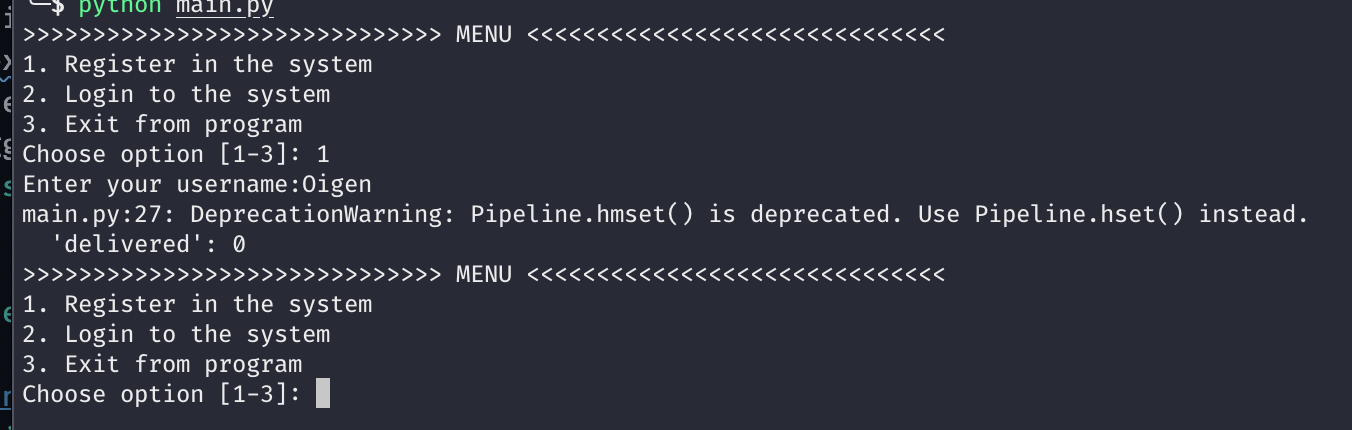 $ python main.py
>>>>>>>>>>>>>>>>>>>>>>>>>>>>>> MENU <<<<<<<<<<<<<<<<<<<<<<<<<<<<<<
1. Register in the system
2. Login to the system
3. Exit from program
Choose option [1-3]: 1
Enter your username:Oigen
main.py:27: DeprecationWarning: Pipeline.hmset() is deprecated. Use Pipeline.hset() instead.
'delivered': 0
>>>>>>>>>>>>>>>>>>>>>>>>>>>>>> MENU <<<<<<<<<<<<<<<<<<<<<<<<<<<<<<
1. Register in the system
2. Login to the system
3. Exit from program
Choose option [1-3]: